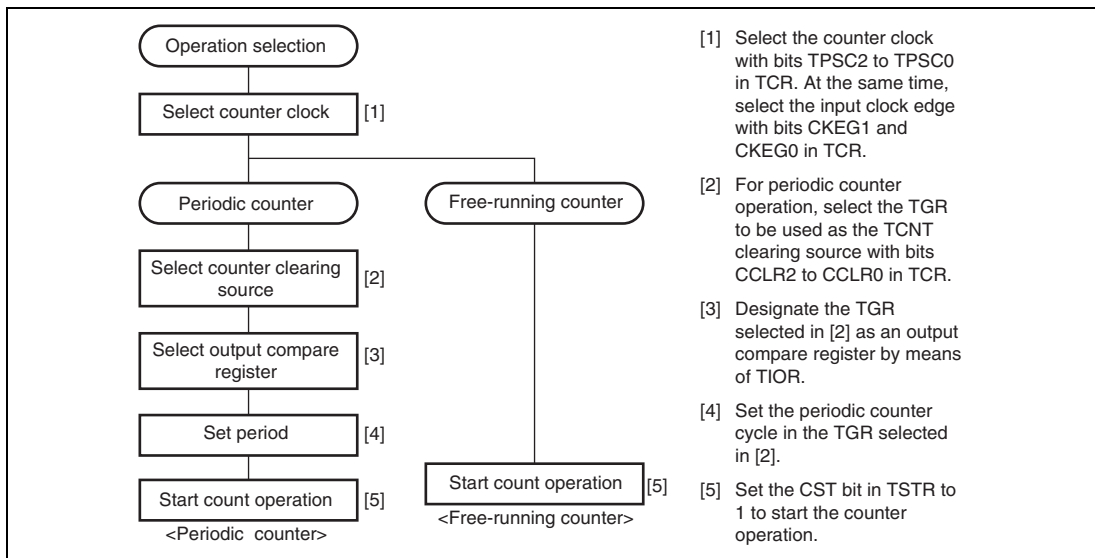 Operation selection
Select counter clock
[1]
Periodic counter
Free-running counter
Select counter clearing
source
[2]
Select output compare
register
[3]
Set period
[4]
Start count operation
[5]
<Periodic counter>
Start count operation
[5]
<Free-running counter>
[1] Select the counter clock
with bits TPSC2 to TPSC0
in TCR. At the same time,
select the input clock edge
with bits CKEG1 and
CKEG0 in TCR.
[2] For periodic counter
operation, select the TGR
to be used as the TCNT
clearing source with bits
CCLR2 to CCLR0 in TCR.
[3] Designate the TGR
selected in [2] as an output
compare register by means
of TIOR.
[4] Set the periodic counter
cycle in the TGR selected
in [2].
[5] Set the CST bit in TSTR to
1 to start the counter
operation.